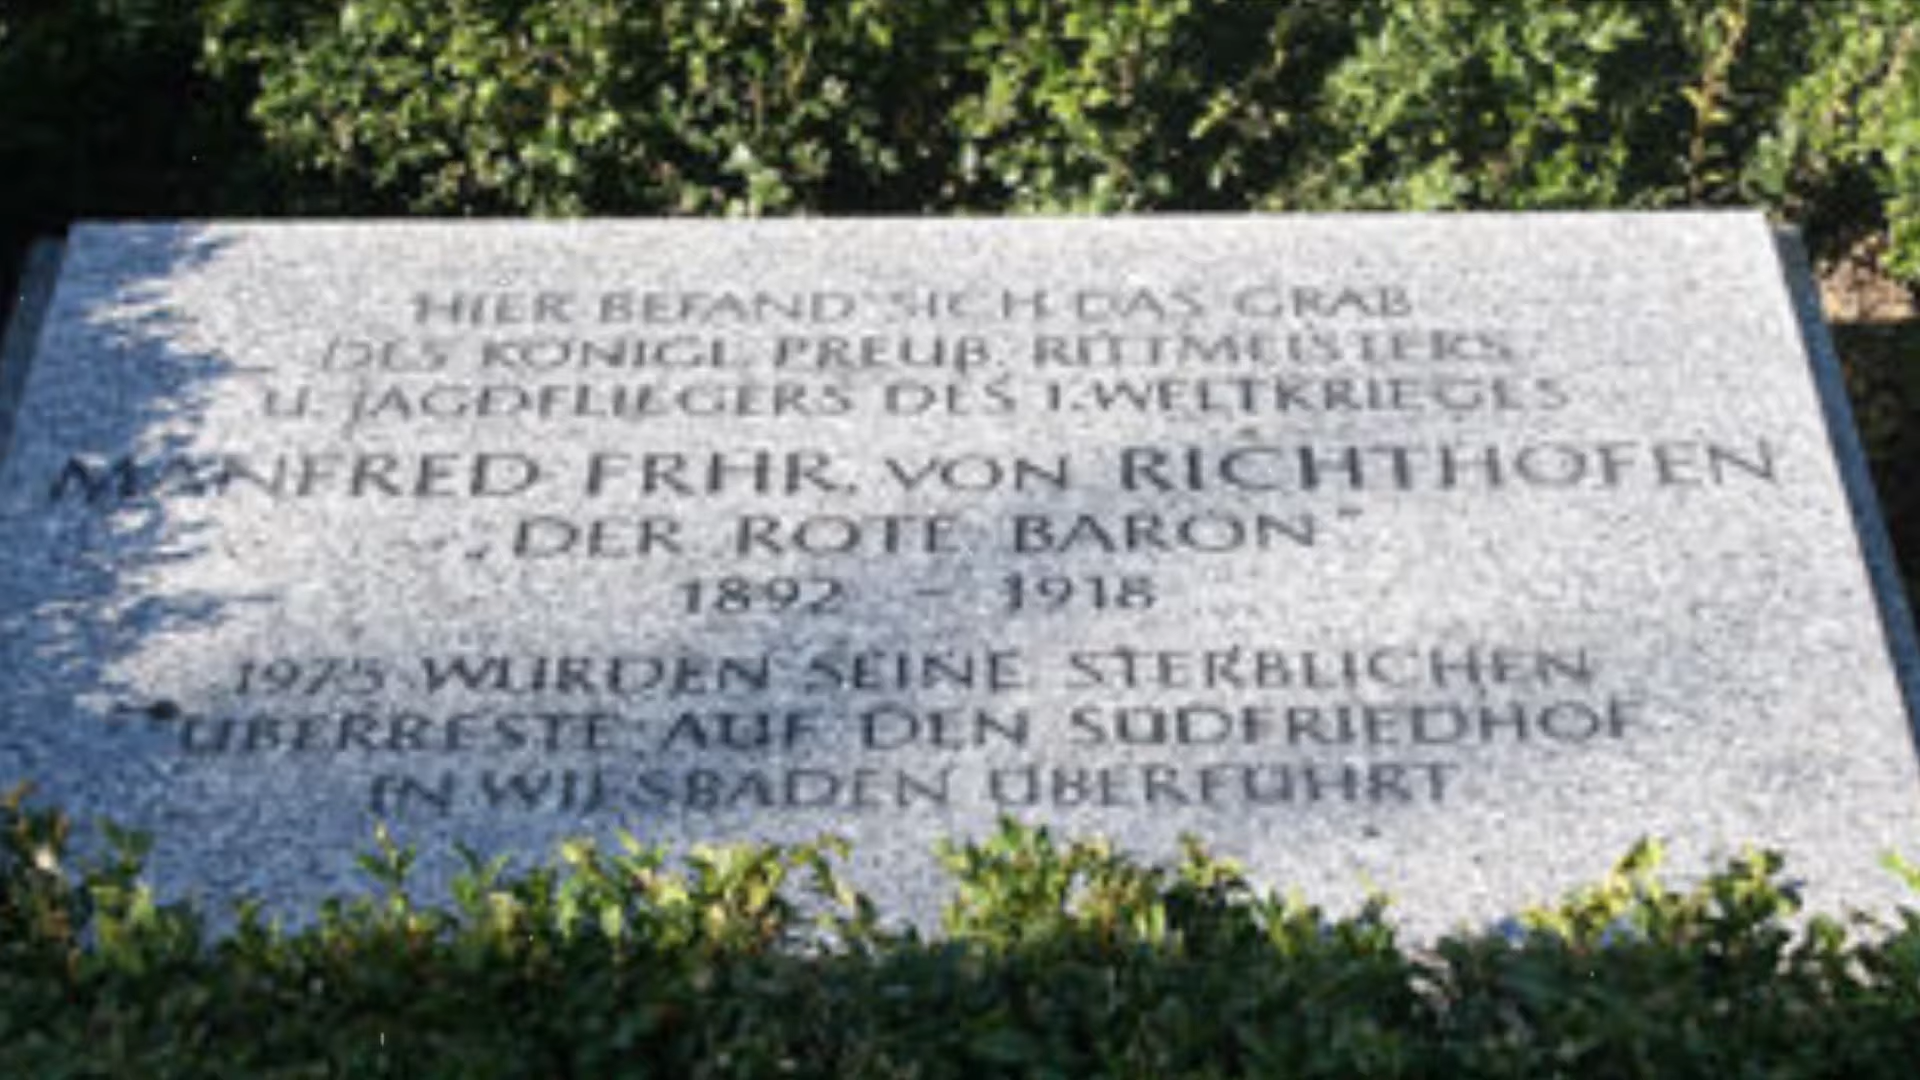 HIER BEFAND SICH DAS GRAB
DES KÖNIGL. PREUß. RITTMEISTERS
U. JAGDFLIEGERS DES 1.WELTKRIEGES
MANFRED FRHR. VON RICHTHOFEN
„DER ROTE BARON"
1892 - 1918
1975 WURDEN SEINE STERBLICHEN
ÜBERRESTE AUF DEN SÜDFRIEDHOF
IN WIESBADEN ÜBERFÜHRT